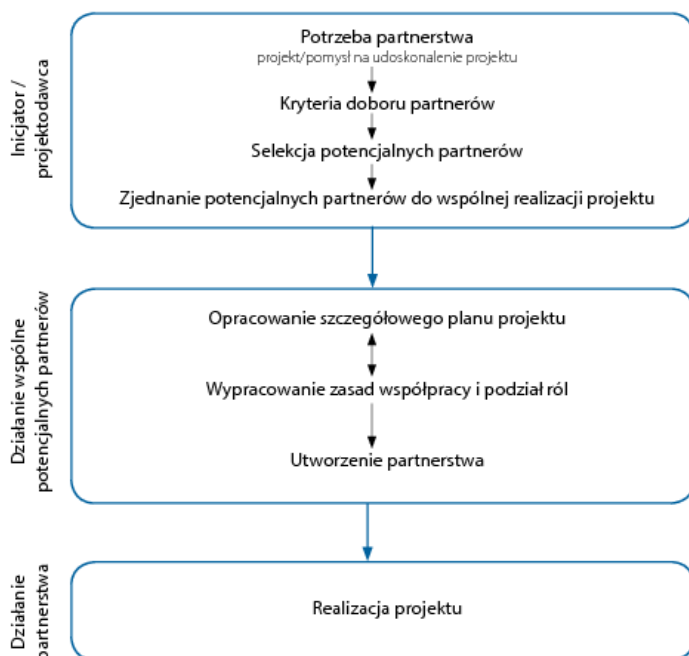 Inicjator /
projektodawca
Potrzeba partnerstwa
projekt/pomysł na udoskonalenie projektu
Kryteria doboru partnerów
Selekcja potencjalnych partnerów
Zjednanie potencjalnych partnerów do wspólnej realizacji projektu
Działanie wspólne
potencjalnych partnerów
Opracowanie szczegółowego planu projektu
Wypracowanie zasad współpracy i podział ról
Utworzenie partnerstwa
Działanie
partnerstwa
Realizacja projektu